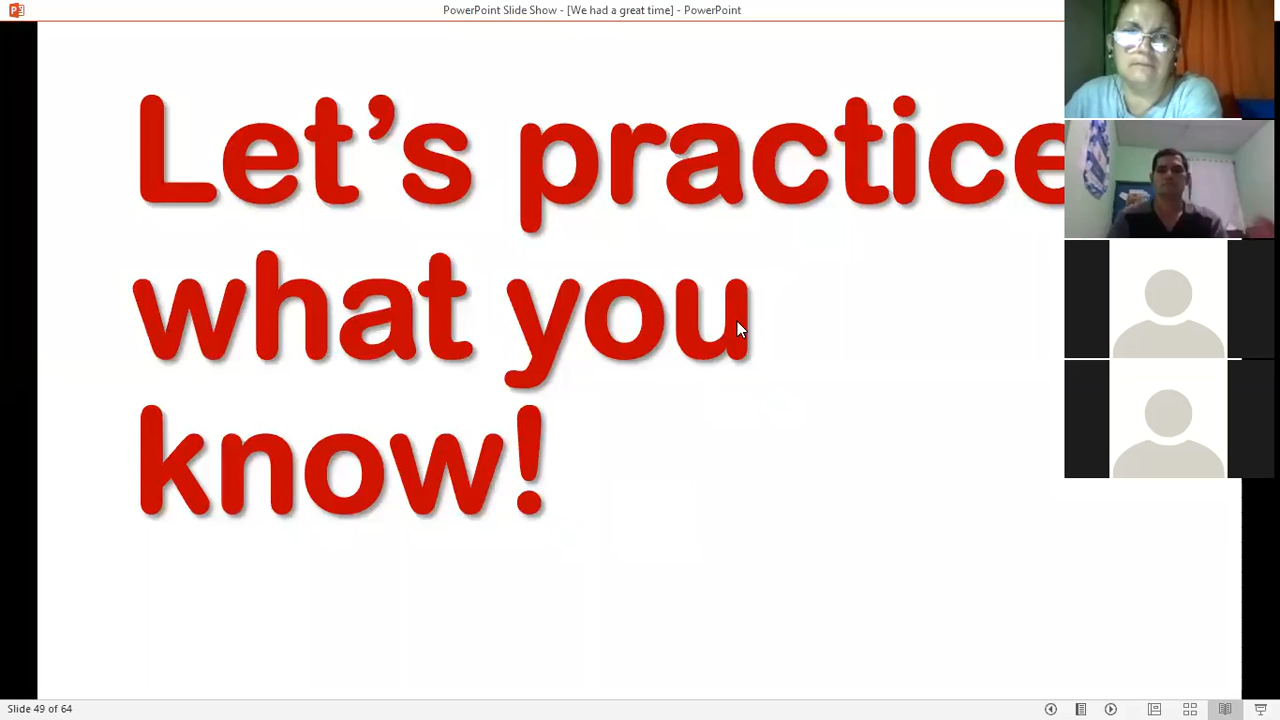 PowerPoint Slide Show - [We had a great time] - PowerPoint
Let's practice
what you
know!
Slide 49 of 64